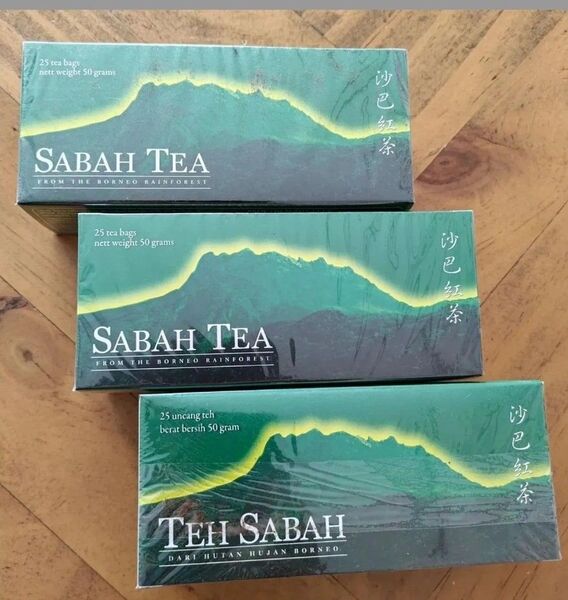 25 tea bags
nett weight 50 grams
沙巴紅茶
SABAH TEA
FROM THE BORNEO RAINFOREST
25 tea bags
nett weight 50 grams
沙巴紅茶
SABAH TEA
FROM THE BORNEO RAINFOREST
25 uncang teh
berat bersih 50 gram
沙巴紅茶
TEH SABAH
DARI HUTAN HUJAN BORNEO